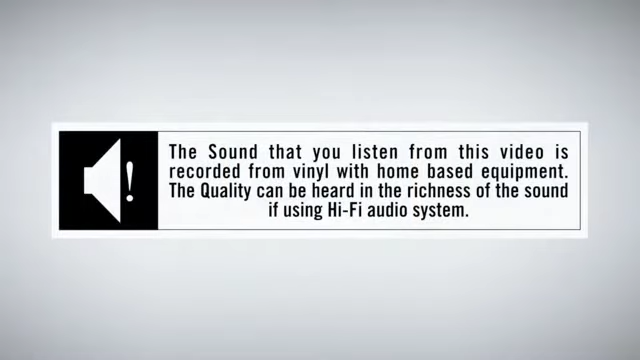 The Sound that you listen from this video is
recorded from vinyl with home based equipment.
The Quality can be heard in the richness of the sound
if using Hi-Fi audio system.